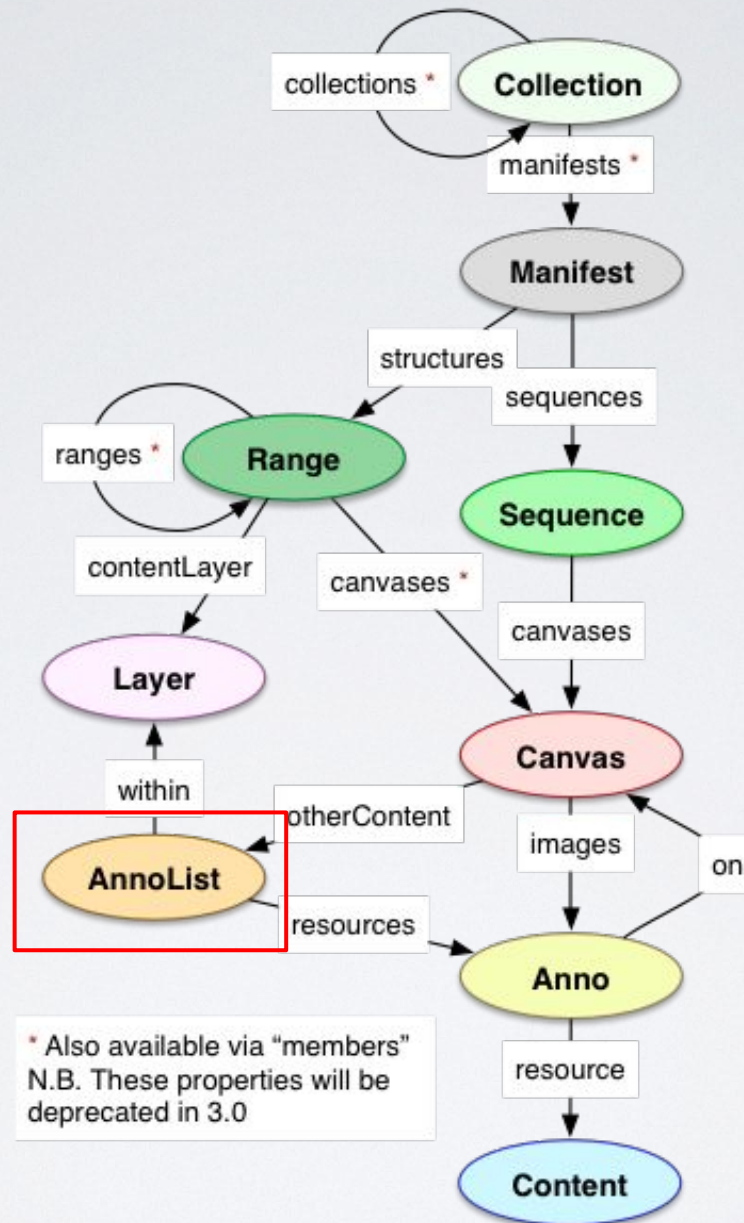 collections *
Collection
manifests *
Manifest
structures
sequences
ranges *
Range
Sequence
contentLayer
canvases *
canvases
Layer
Canvas
within
otherContent
images
on
AnnoList
resources
Anno
* Also available via “members”
N.B. These properties will be
deprecated in 3.0
resource
Content